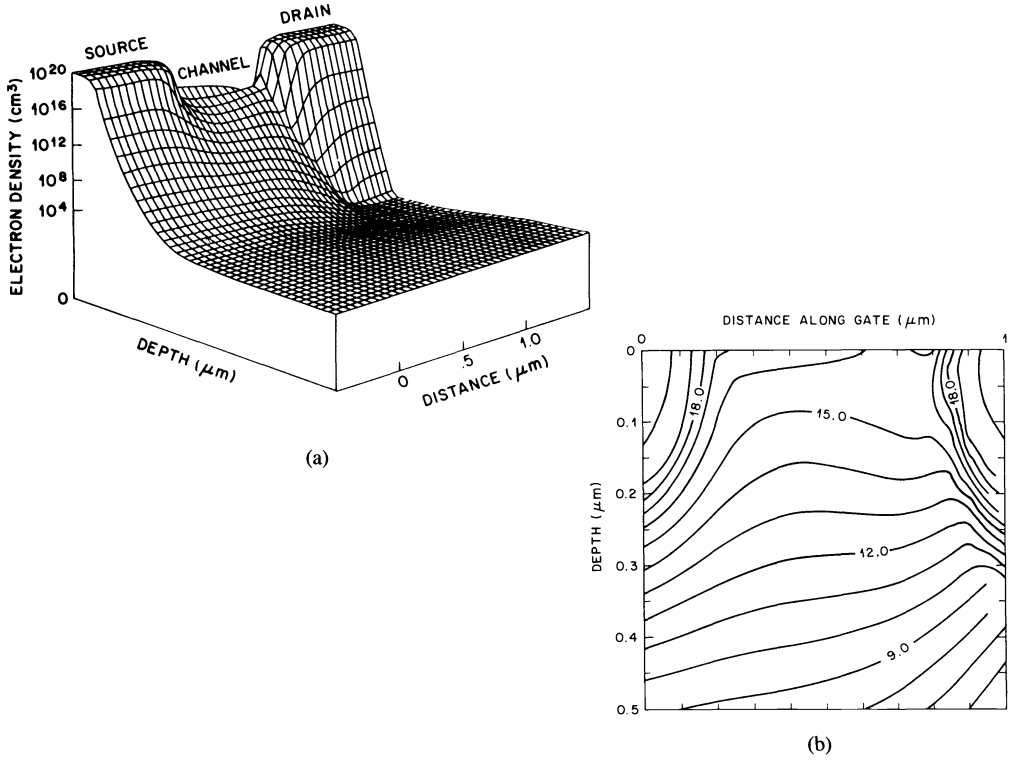 DRAIN
SOURCE
CHANNEL
ELECTRON DENSITY (cm³)
10²⁰
10¹⁶
10¹²
10⁸
10⁴
0
DEPTH (μm)
0
.5
1.0
DISTANCE (μm)
(a)
DISTANCE ALONG GATE (μm)
0
1
0
0.1
0.2
0.3
0.4
0.5
DEPTH (μm)
18.0
18.0
15.0
12.0
9.0
(b)